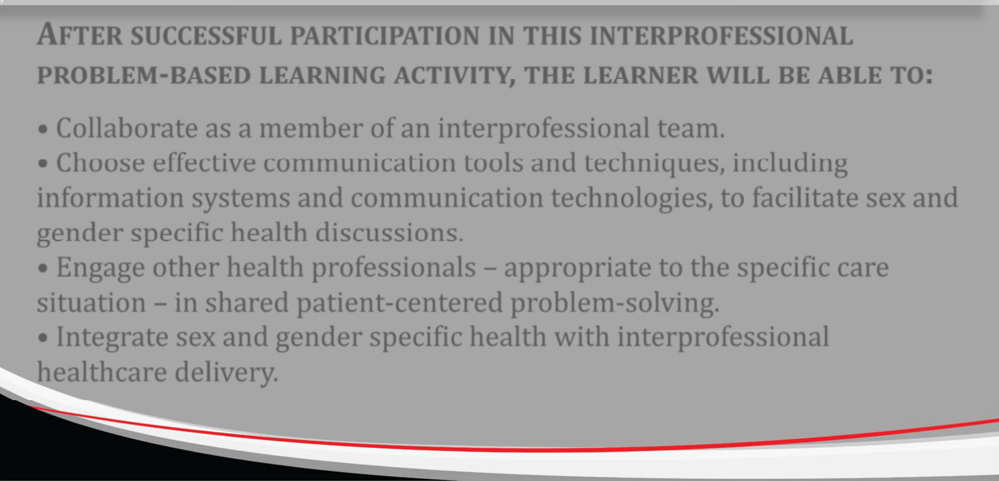 AFTER SUCCESSFUL PARTICIPATION IN THIS INTERPROFESSIONAL
PROBLEM-BASED LEARNING ACTIVITY, THE LEARNER WILL BE ABLE TO:
• Collaborate as a member of an interprofessional team.
• Choose effective communication tools and techniques, including
information systems and communication technologies, to facilitate sex and
gender specific health discussions.
• Engage other health professionals – appropriate to the specific care
situation – in shared patient-centered problem-solving.
• Integrate sex and gender specific health with interprofessional
healthcare delivery.